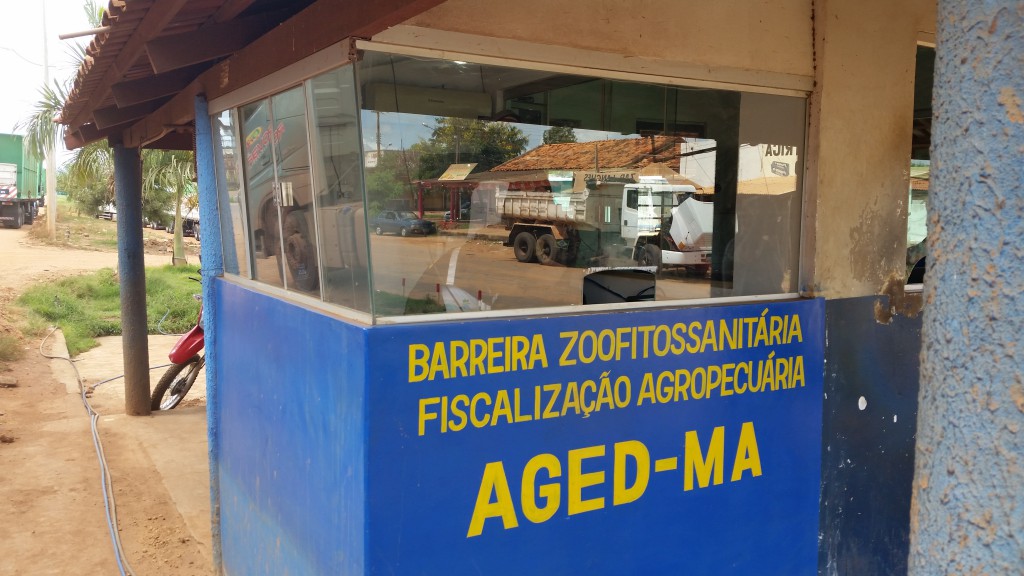 BARREIRA ZOOFITOSSANITÁRIA
FISCALIZAÇÃO AGROPECUÁRIA
AGED-MA